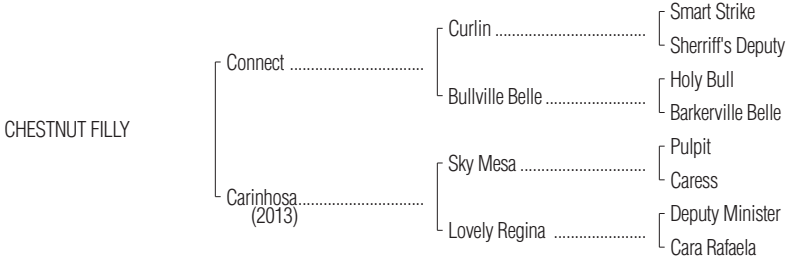 Smart Strike
Curlin ....................................
Sherriff's Deputy
Connect ................................
Holy Bull
Bullville Belle ........................
Barkerville Belle
CHESTNUT FILLY
Pulpit
Sky Mesa ..............................
Caress
Carinhosa..............................
(2013)
Deputy Minister
Lovely Regina ......................
Cara Rafaela